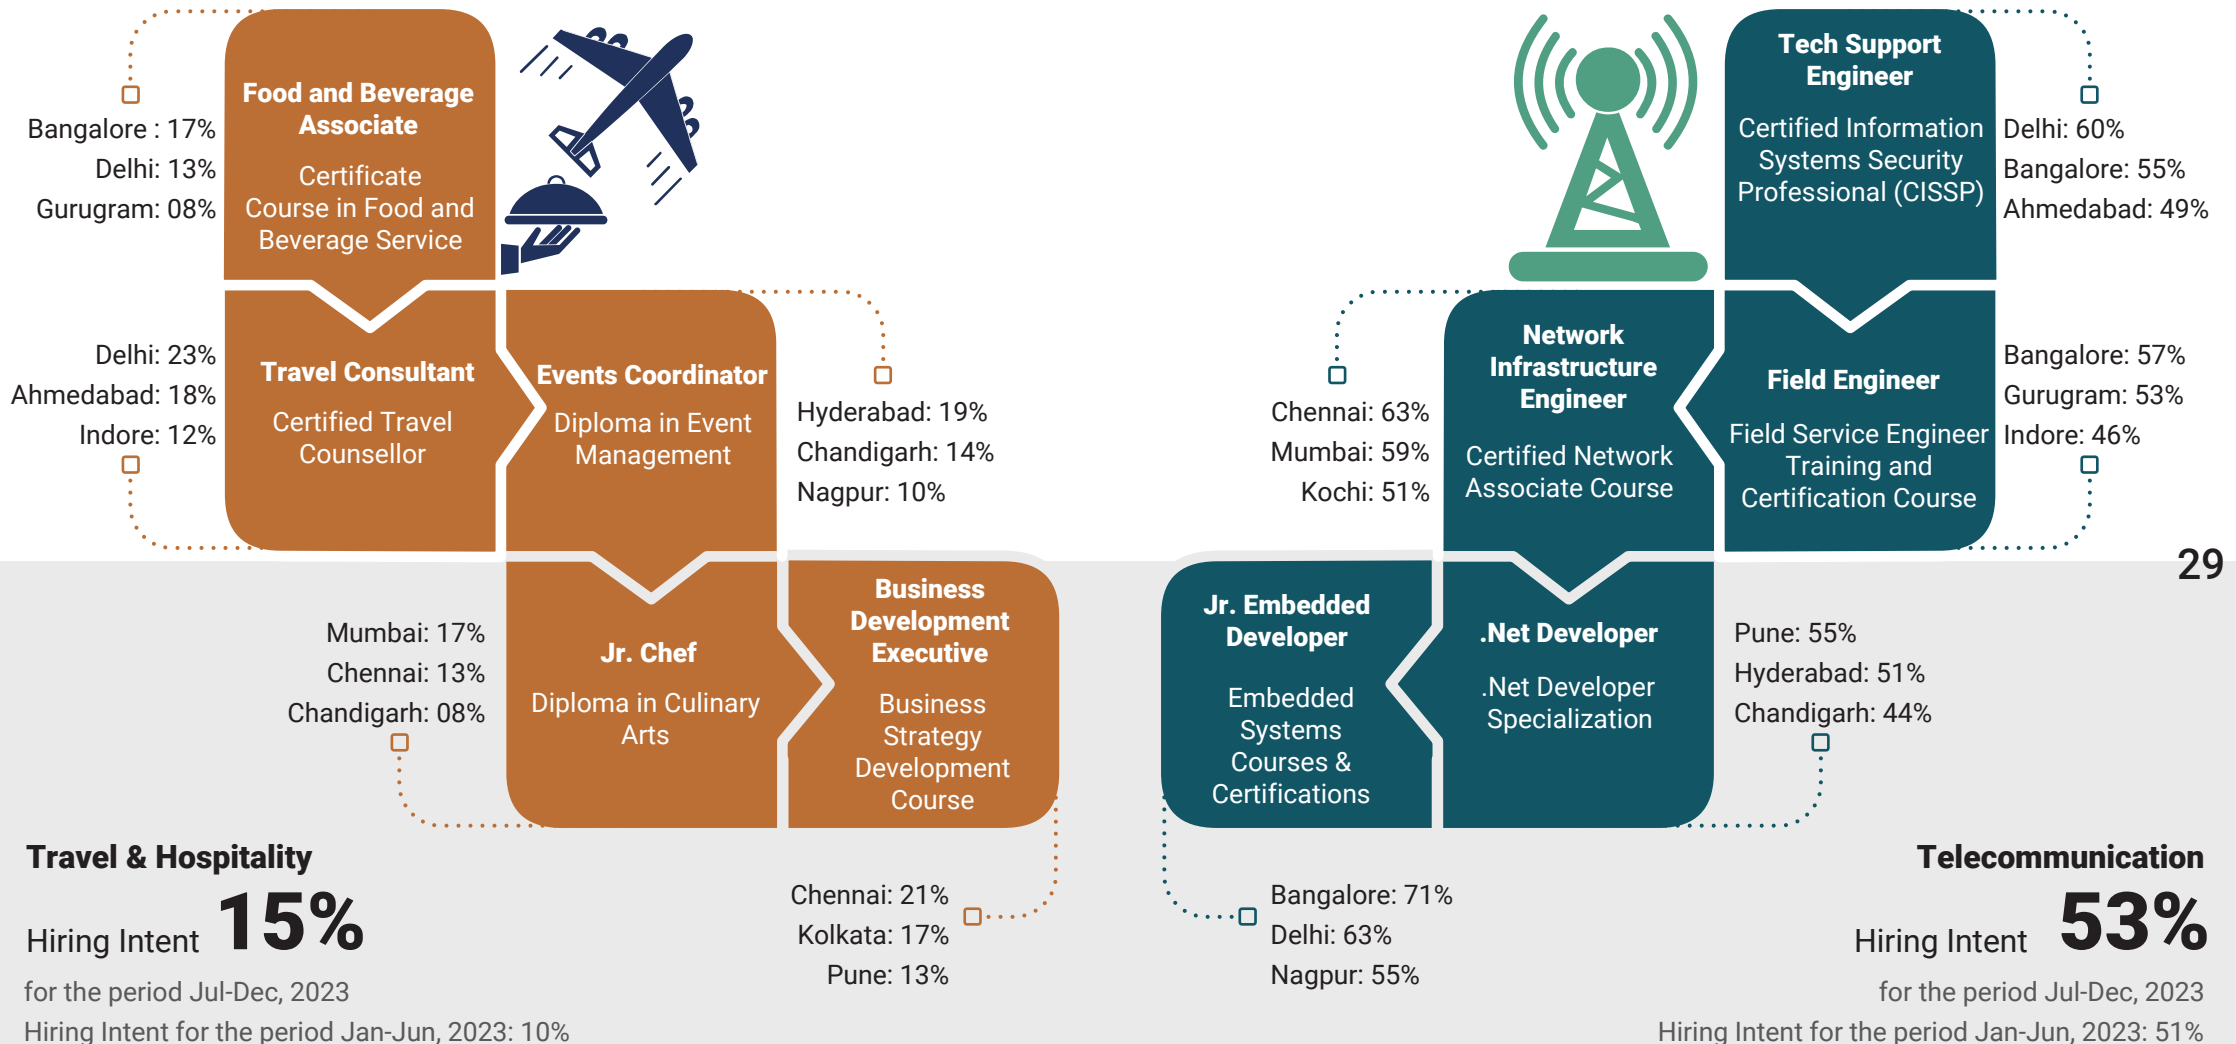 Food and Beverage
Associate
Certificate
Course in Food and
Beverage Service
Bangalore : 17%
Delhi: 13%
Gurugram: 08%
Travel Consultant
Certified Travel
Counsellor
Delhi: 23%
Ahmedabad: 18%
Indore: 12%
Events Coordinator
Diploma in Event
Management
Hyderabad: 19%
Chandigarh: 14%
Nagpur: 10%
Jr. Chef
Diploma in Culinary
Arts
Mumbai: 17%
Chennai: 13%
Chandigarh: 08%
Business
Development
Executive
Business
Strategy
Development
Course
Chennai: 21%
Kolkata: 17%
Pune: 13%
Travel & Hospitality
Hiring Intent 15%
for the period Jul-Dec, 2023
Hiring Intent for the period Jan-Jun, 2023: 10%
Tech Support
Engineer
Certified Information
Systems Security
Professional (CISSP)
Delhi: 60%
Bangalore: 55%
Ahmedabad: 49%
Field Engineer
Field Service Engineer
Training and
Certification Course
Bangalore: 57%
Gurugram: 53%
Indore: 46%
Network
Infrastructure
Engineer
Certified Network
Associate Course
Chennai: 63%
Mumbai: 59%
Kochi: 51%
.Net Developer
.Net Developer
Specialization
Pune: 55%
Hyderabad: 51%
Chandigarh: 44%
Jr. Embedded
Developer
Embedded
Systems
Courses &
Certifications
Bangalore: 71%
Delhi: 63%
Nagpur: 55%
Telecommunication
Hiring Intent 53%
for the period Jul-Dec, 2023
Hiring Intent for the period Jan-Jun, 2023: 51%
29